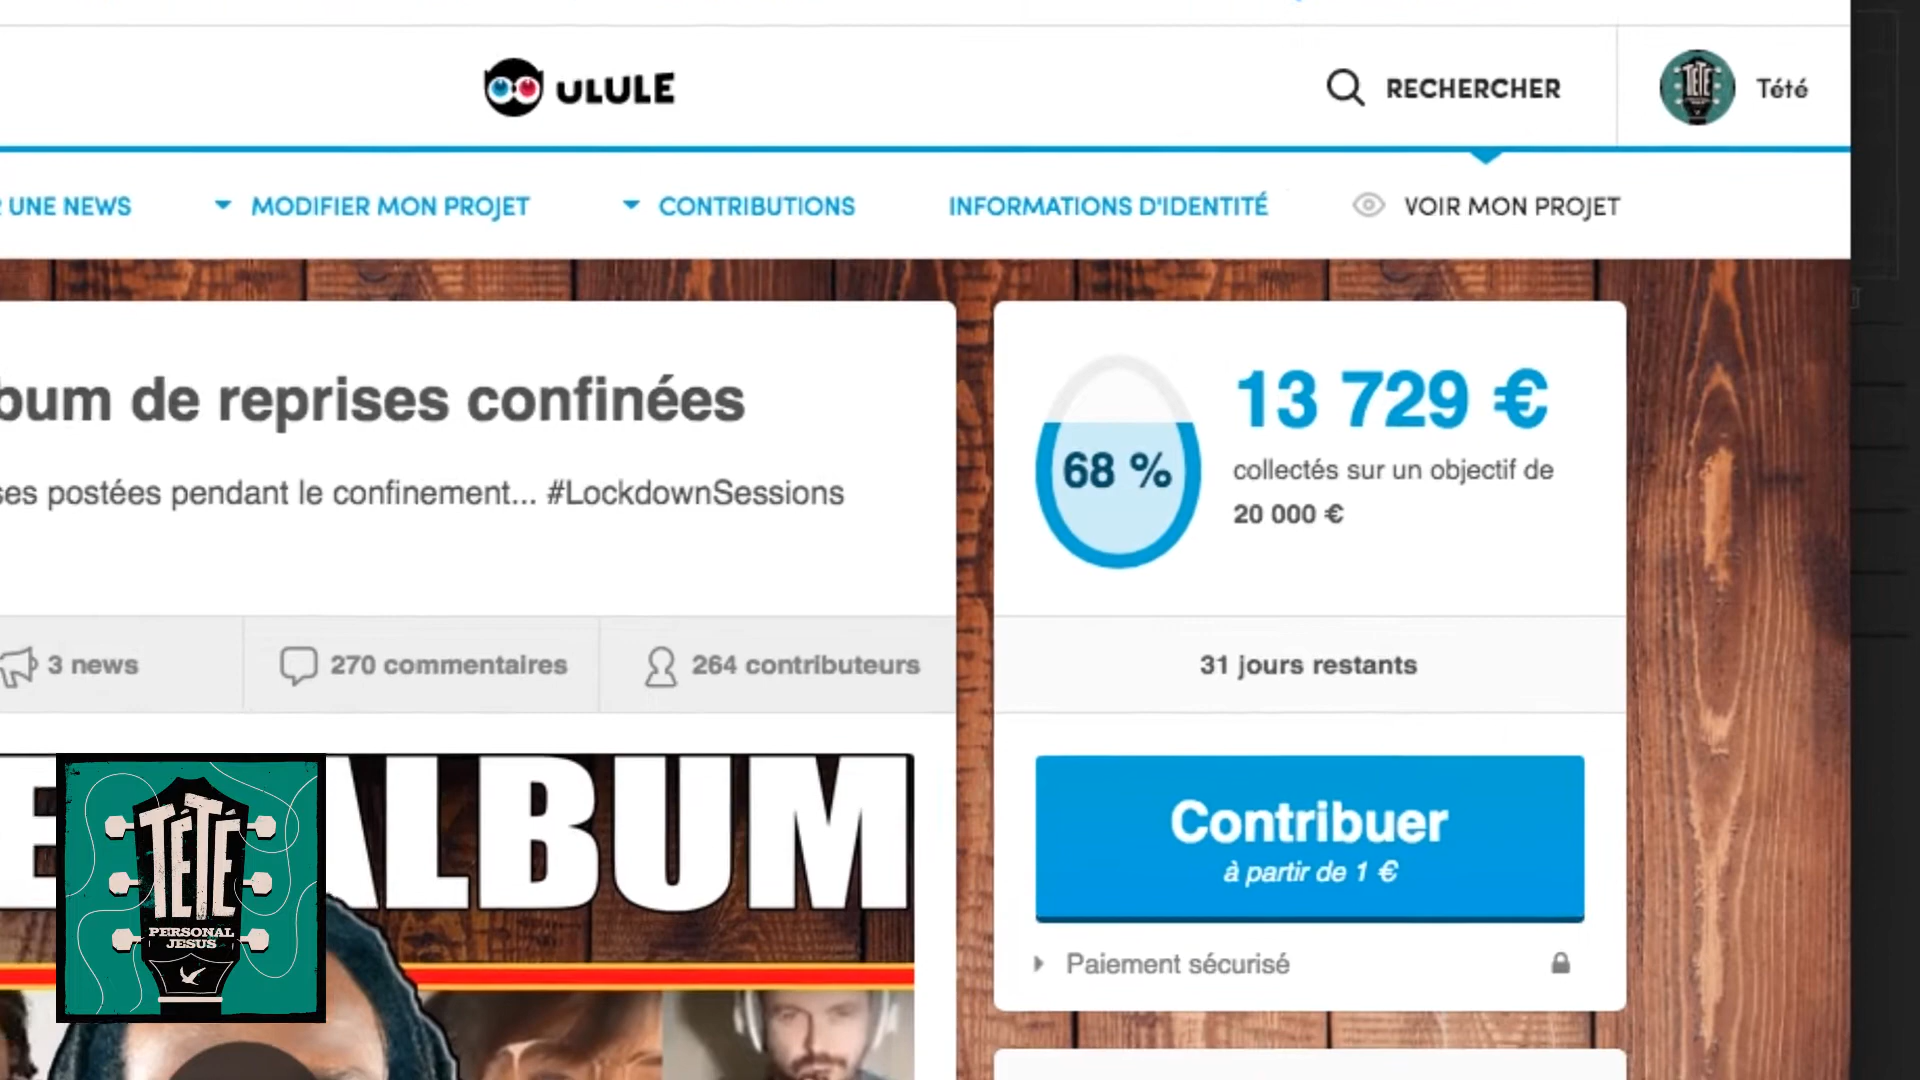 ULULE
RECHERCHER
Tété
UNE NEWS
MODIFIER MON PROJET
CONTRIBUTIONS
INFORMATIONS D'IDENTITÉ
VOIR MON PROJET
bum de reprises confinées
ses postées pendant le confinement... #LockdownSessions
68 %
13 729 €
collectés sur un objectif de
20 000 €
3 news
270 commentaires
264 contributeurs
31 jours restants
Contribuer
à partir de 1 €
Paiement sécurisé
ALBUM
TÉTÉ
PERSONAL
JESUS